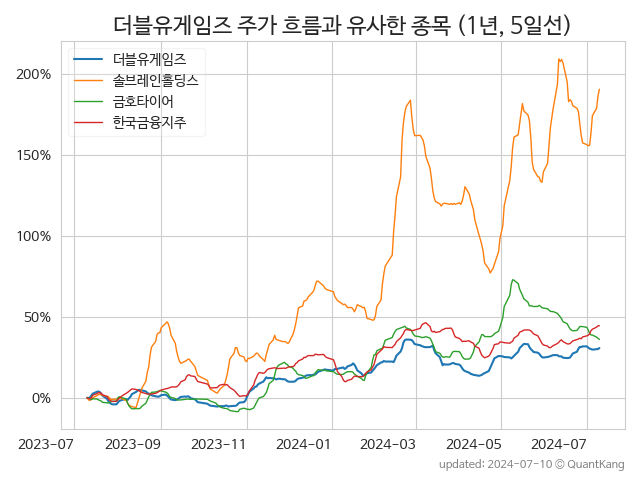 더블유게임즈 주가 흐름과 유사한 종목 (1년, 5일선)
더블유게임즈
솔브레인홀딩스
금호타이어
한국금융지주
200%
150%
100%
50%
0%
2023-07 2023-09 2023-11 2024-01 2024-03 2024-05 2024-07
updated: 2024-07-10 © QuantKang